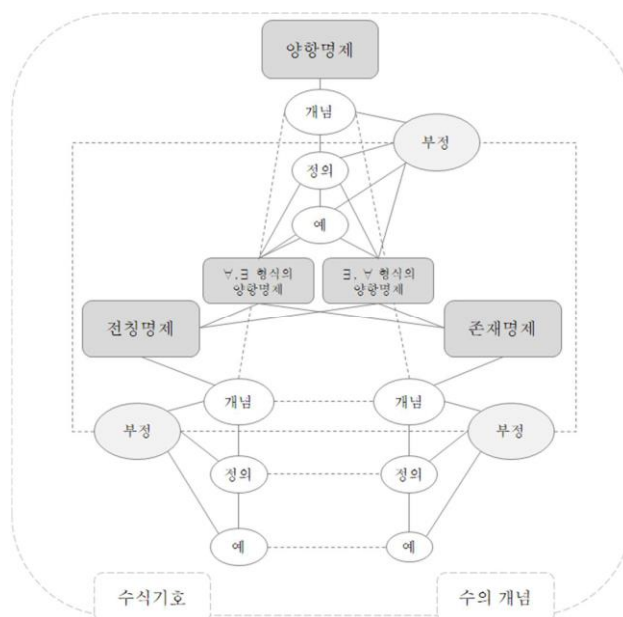 양항명제
개념
부정
정의
예
∀,∃ 형식의
양항명제
∃, ∀ 형식의
양항명제
전칭명제
존재명제
개념
개념
부정
부정
정의
정의
예
예
수식기호
수의 개념